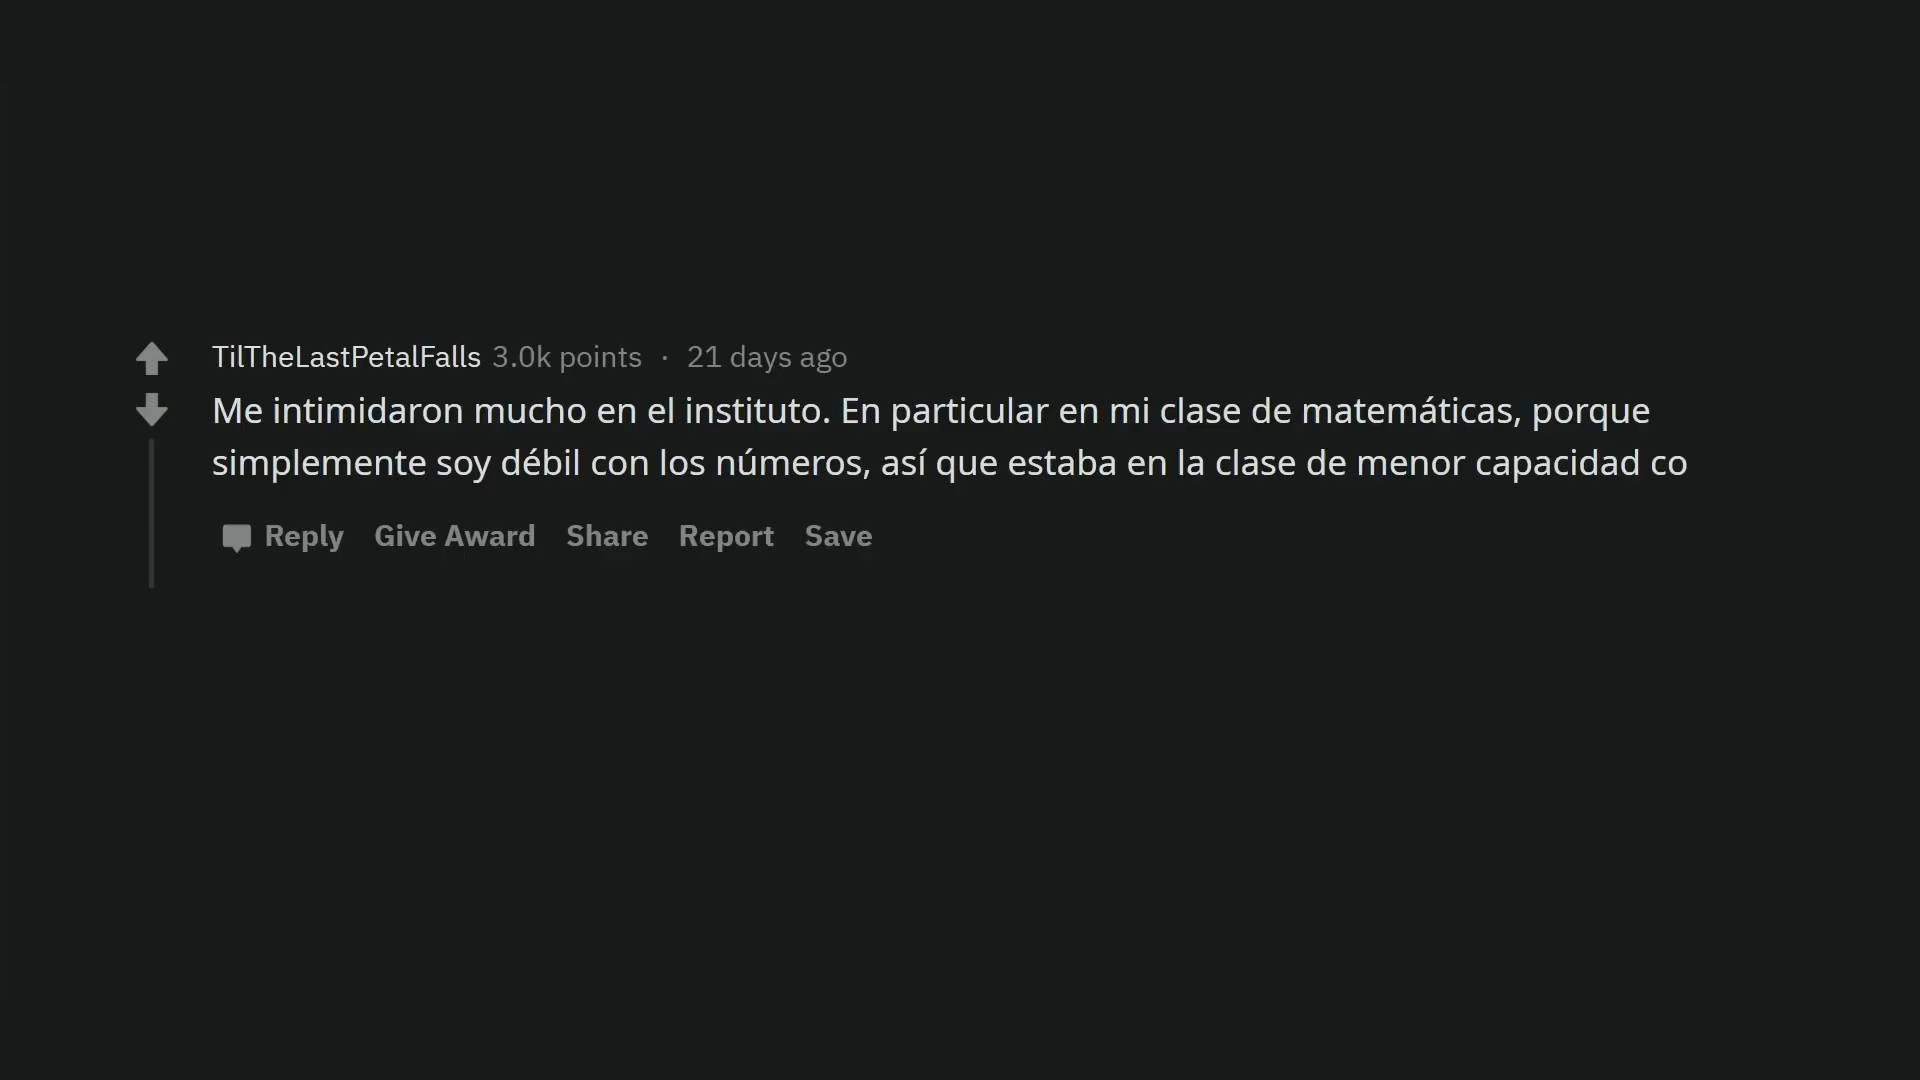 TilTheLastPetalFalls 3.0k points · 21 days ago
Me intimidaron mucho en el instituto. En particular en mi clase de matemáticas, porque
simplemente soy débil con los números, así que estaba en la clase de menor capacidad co
Reply Give Award Share Report Save